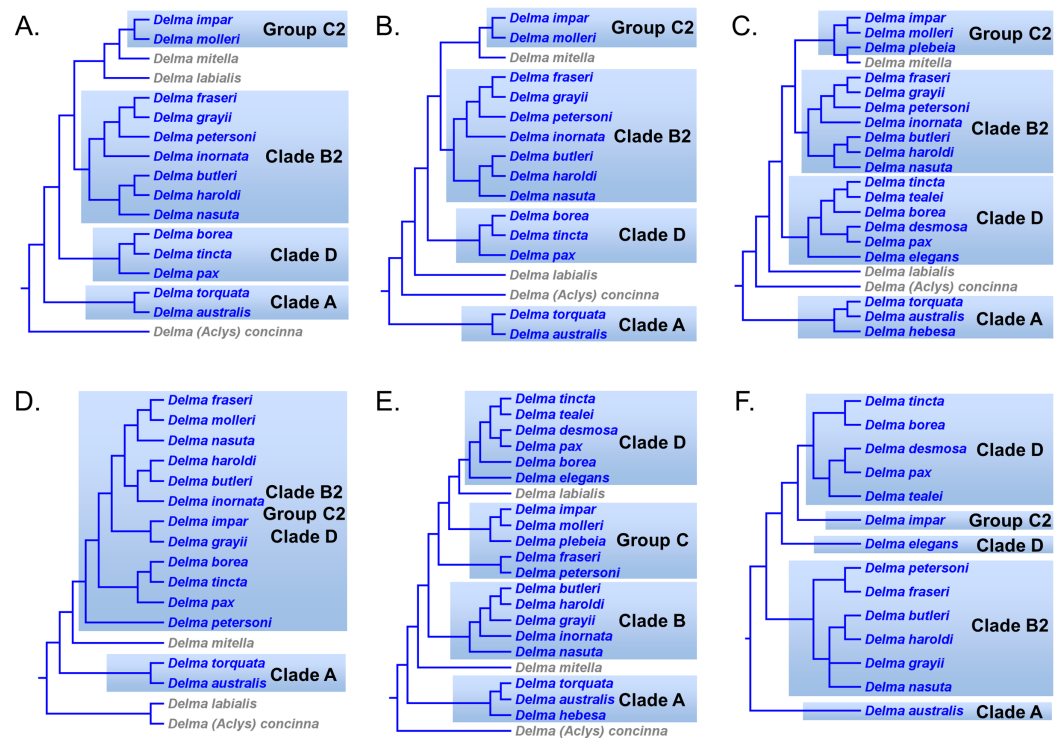 A.
Delma impar
Delma molleri
Group C2
Delma mitella
Delma labialis
Delma fraseri
Delma grayii
Delma petersoni
Delma inornata
Clade B2
Delma butleri
Delma haroldi
Delma nasuta
Delma borea
Delma tincta
Clade D
Delma pax
Delma torquata
Clade A
Delma australis
Delma (Aclys) concinna
B.
Delma impar
Delma molleri
Group C2
Delma mitella
Delma fraseri
Delma grayii
Delma petersoni
Delma inornata
Clade B2
Delma butleri
Delma haroldi
Delma nasuta
Delma borea
Delma tincta
Clade D
Delma pax
Delma labialis
Delma (Aclys) concinna
Delma torquata
Clade A
Delma australis
C.
Delma impar
Delma molleri
Group C2
Delma plebeia
Delma mitella
Delma fraseri
Delma grayii
Delma petersoni
Clade B2
Delma inornata
Delma butleri
Delma haroldi
Delma nasuta
Delma tincta
Delma tealei
Delma borea
Clade D
Delma desmosa
Delma pax
Delma elegans
Delma labialis
Delma (Aclys) concinna
Delma torquata
Delma australis
Clade A
Delma hebesa
D.
Delma fraseri
Delma molleri
Delma nasuta
Delma haroldi
Delma butleri
Clade B2
Delma inornata
Group C2
Delma impar
Clade D
Delma grayii
Delma borea
Delma tincta
Delma pax
Delma petersoni
Delma mitella
Delma torquata
Clade A
Delma australis
Delma labialis
Delma (Aclys) concinna
E.
Delma tincta
Delma tealei
Delma desmosa
Clade D
Delma pax
Delma borea
Delma elegans
Delma labialis
Delma impar
Delma molleri
Delma plebeia
Group C
Delma fraseri
Delma petersoni
Delma butleri
Delma haroldi
Delma grayii
Clade B
Delma inornata
Delma nasuta
Delma mitella
Delma torquata
Delma australis
Clade A
Delma hebesa
Delma (Aclys) concinna
F.
Delma tincta
Delma borea
Delma desmosa
Clade D
Delma pax
Delma tealei
Delma impar
Group C2
Delma elegans
Clade D
Delma petersoni
Delma fraseri
Delma butleri
Clade B2
Delma haroldi
Delma grayii
Delma nasuta
Delma australis
Clade A